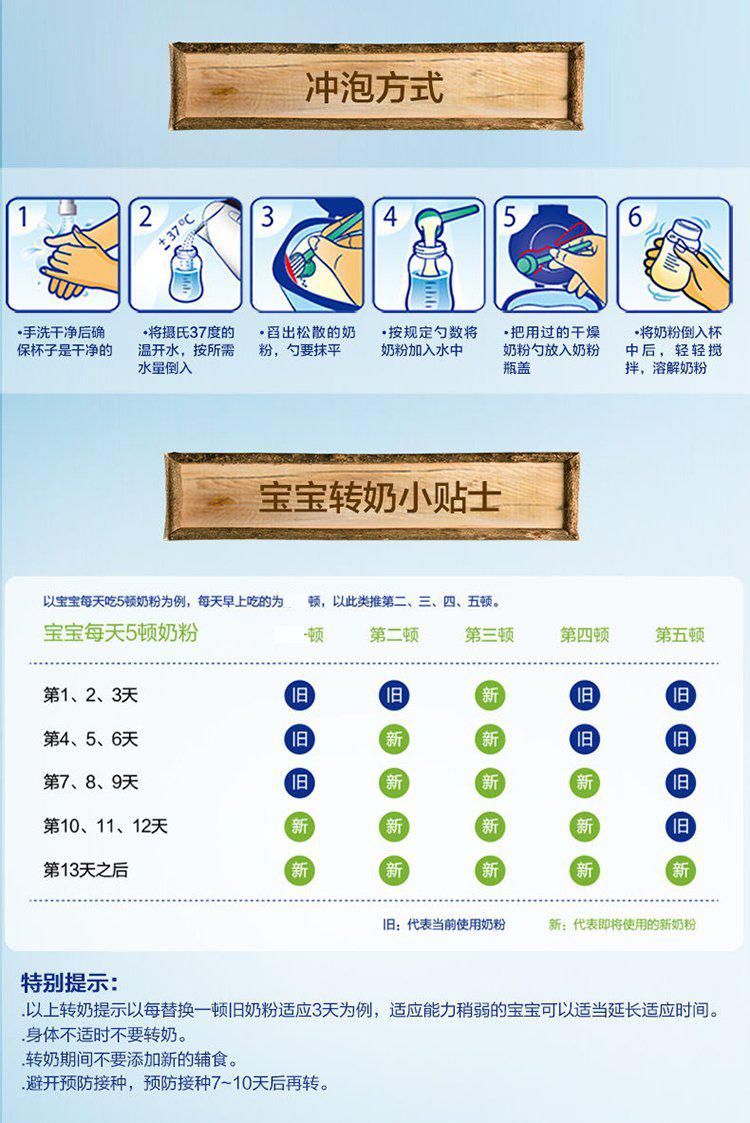 冲泡方式
1
2
3
4
5
6
±37℃
·手洗干净后确
保杯子是干净的
·将摄氏37度的
温开水，按所需
水量倒入
·舀出松散的奶
粉，勺要抹平
·按规定勺数将
奶粉加入水中
·把用过的干燥
奶粉勺放入奶粉
瓶盖
·将奶粉倒入杯
中后，轻轻搅
拌，溶解奶粉
宝宝转奶小贴士
以宝宝每天吃5顿奶粉为例，每天早上吃的为 顿，以此类推第二、三、四、五顿。
宝宝每天5顿奶粉 顿 第二顿 第三顿 第四顿 第五顿
第1、2、3天 旧 旧 新 旧 旧
第4、5、6天 旧 新 新 旧 旧
第7、8、9天 旧 新 新 新 旧
第10、11、12天 新 新 新 新 旧
第13天之后 新 新 新 新 新
旧：代表当前使用奶粉 新：代表即将使用的新奶粉
特别提示：
.以上转奶提示以每替换一顿旧奶粉适应3天为例，适应能力稍弱的宝宝可以适当延长适应时间。
.身体不适时不要转奶。
.转奶期间不要添加新的辅食。
.避开预防接种，预防接种7~10天后再转。